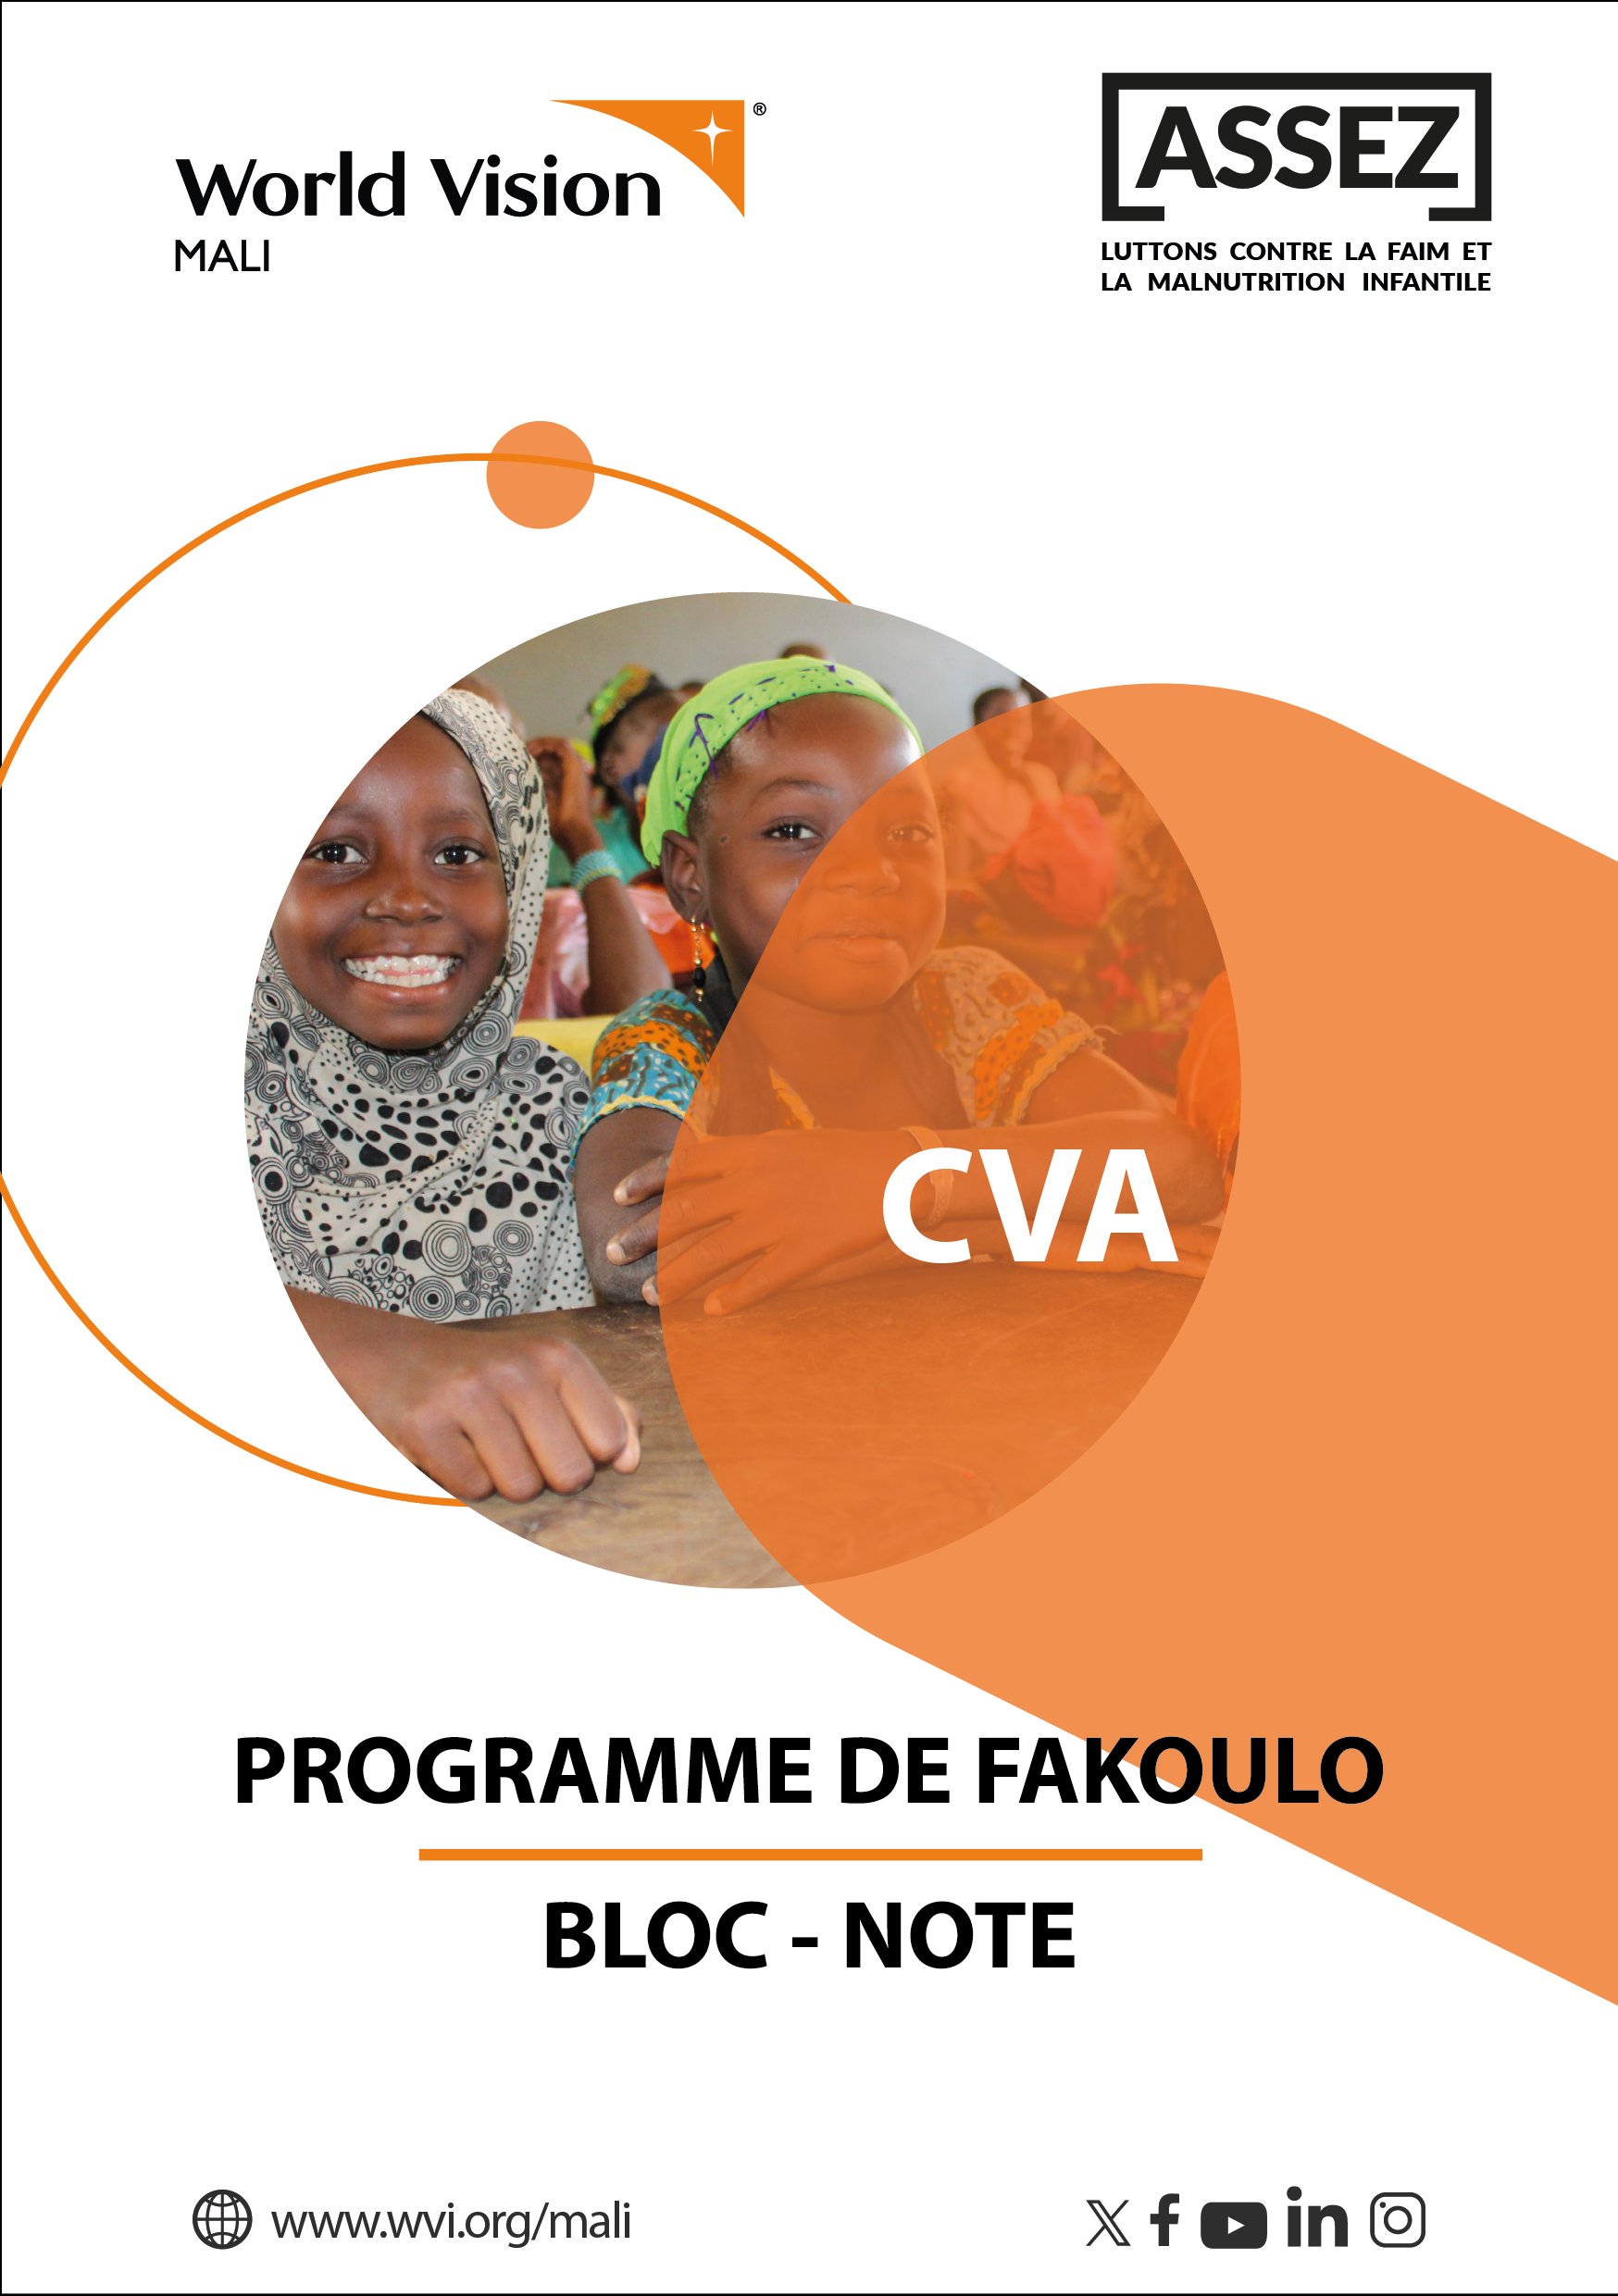 World Vision ®
MALI
ASSEZ
LUTTONS CONTRE LA FAIM ET
LA MALNUTRITION INFANTILE
CVA
PROGRAMME DE FAKOULO
BLOC - NOTE
www.wvi.org/mali